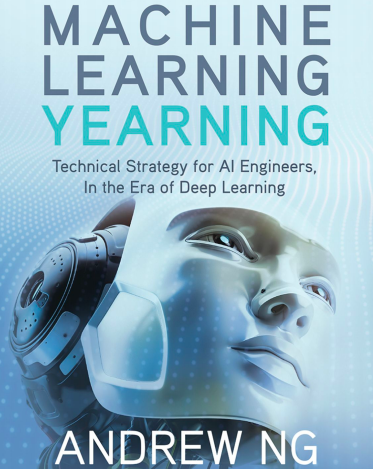 MACHINE
LEARNING
YEARNING
Technical Strategy for AI Engineers,
In the Era of Deep Learning
ANDREW NG